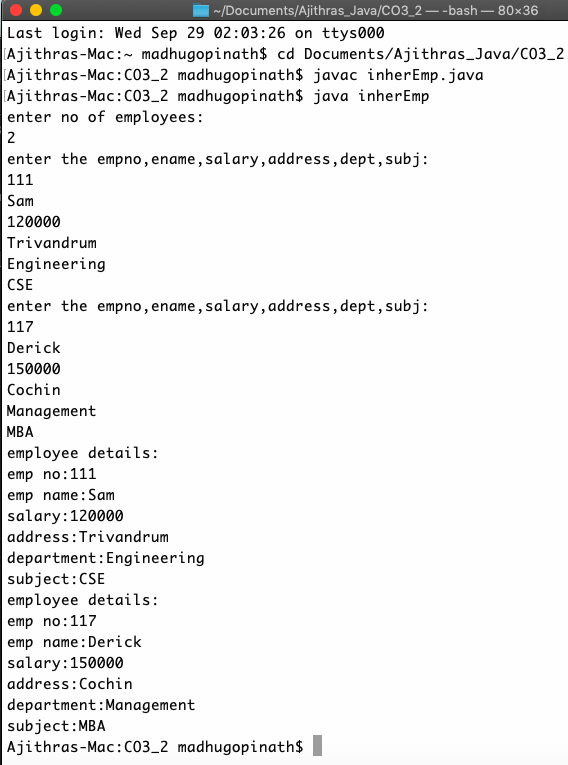 ~/Documents/Ajithras_Java/CO3_2 — -bash — 80×36
Last login: Wed Sep 29 02:03:26 on ttys000
[Ajithras-Mac:~ madhugopinath$ cd Documents/Ajithras_Java/CO3_2
[Ajithras-Mac:CO3_2 madhugopinath$ javac inherEmp.java
[Ajithras-Mac:CO3_2 madhugopinath$ java inherEmp
enter no of employees:
2
enter the empno,ename,salary,address,dept,subj:
111
Sam
120000
Trivandrum
Engineering
CSE
enter the empno,ename,salary,address,dept,subj:
117
Derick
150000
Cochin
Management
MBA
employee details:
emp no:111
emp name:Sam
salary:120000
address:Trivandrum
department:Engineering
subject:CSE
employee details:
emp no:117
emp name:Derick
salary:150000
address:Cochin
department:Management
subject:MBA
Ajithras-Mac:CO3_2 madhugopinath$